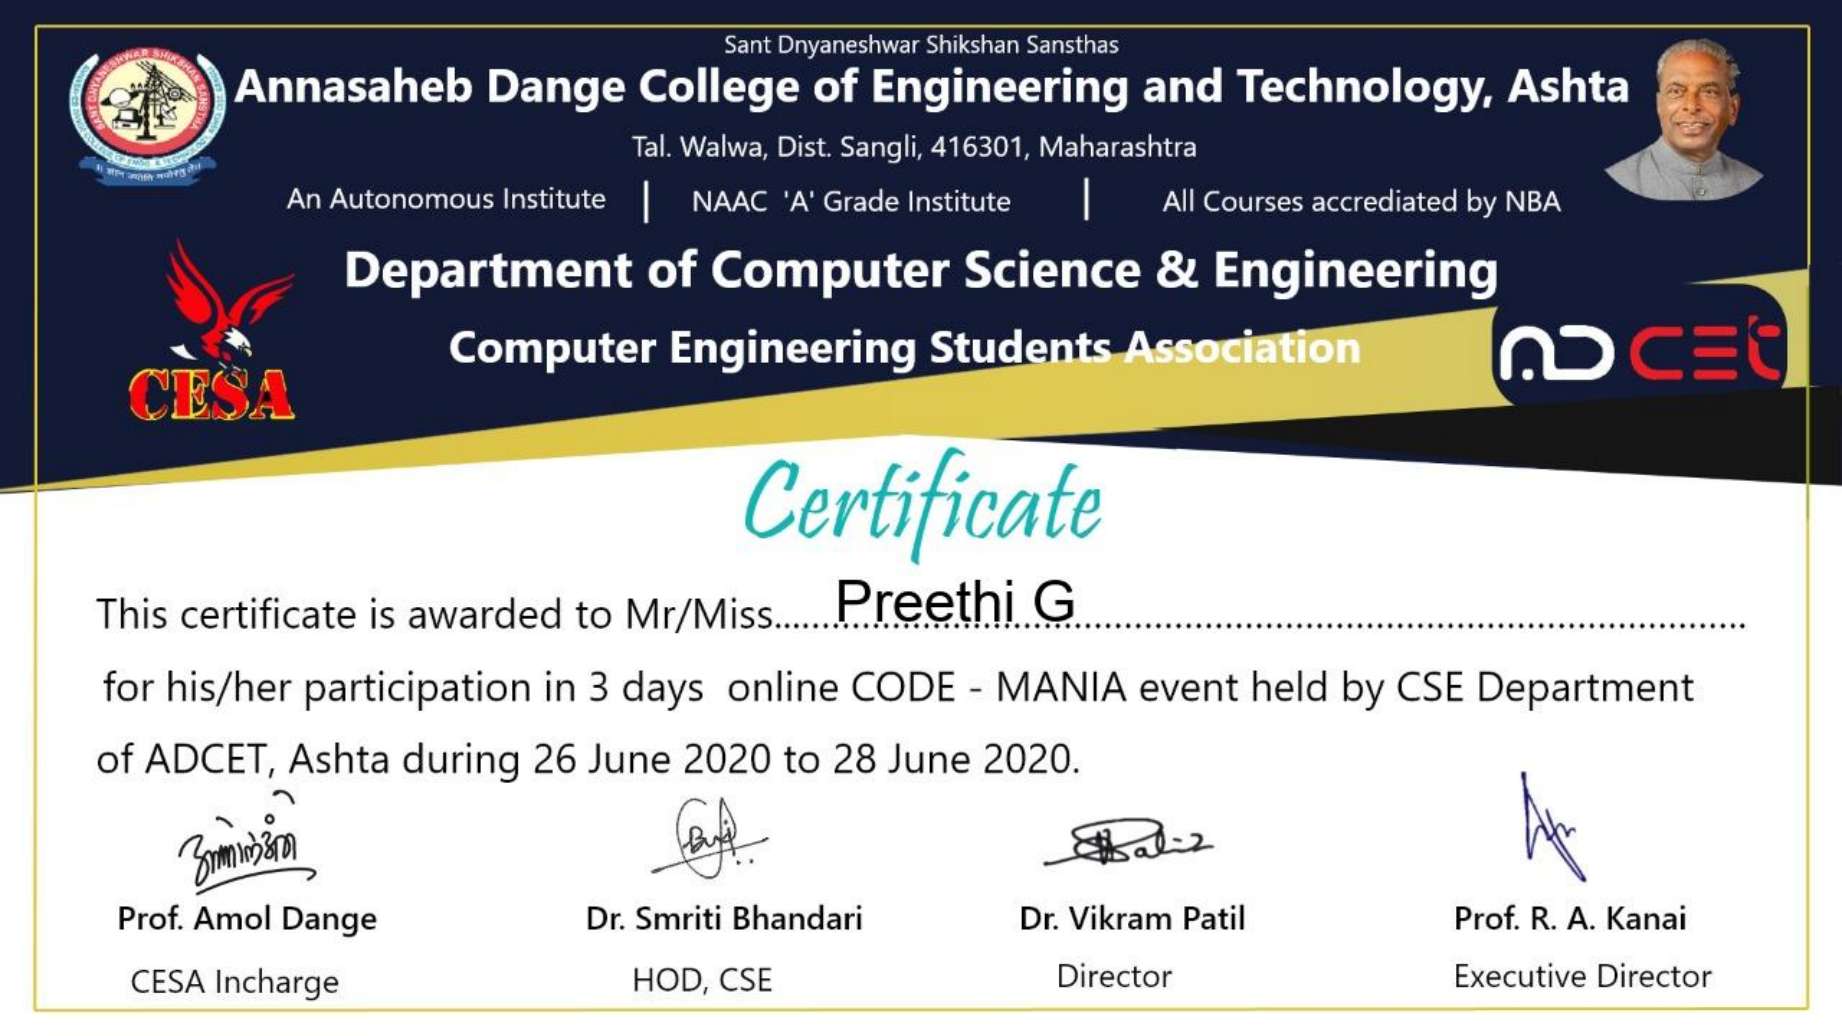 Sant Dnyaneshwar Shikshan Sansthas
Annasaheb Dange College of Engineering and Technology, Ashta
Tal. Walwa, Dist. Sangli, 416301, Maharashtra
An Autonomous Institute | NAAC 'A' Grade Institute | All Courses accrediated by NBA
Department of Computer Science & Engineering
Computer Engineering Students Association
CESA
ADCET
Certificate
This certificate is awarded to Mr/Miss.....Preethi G.....
for his/her participation in 3 days online CODE - MANIA event held by CSE Department
of ADCET, Ashta during 26 June 2020 to 28 June 2020.
Prof. Amol Dange Dr. Smriti Bhandari Dr. Vikram Patil Prof. R. A. Kanai
CESA Incharge HOD, CSE Director Executive Director